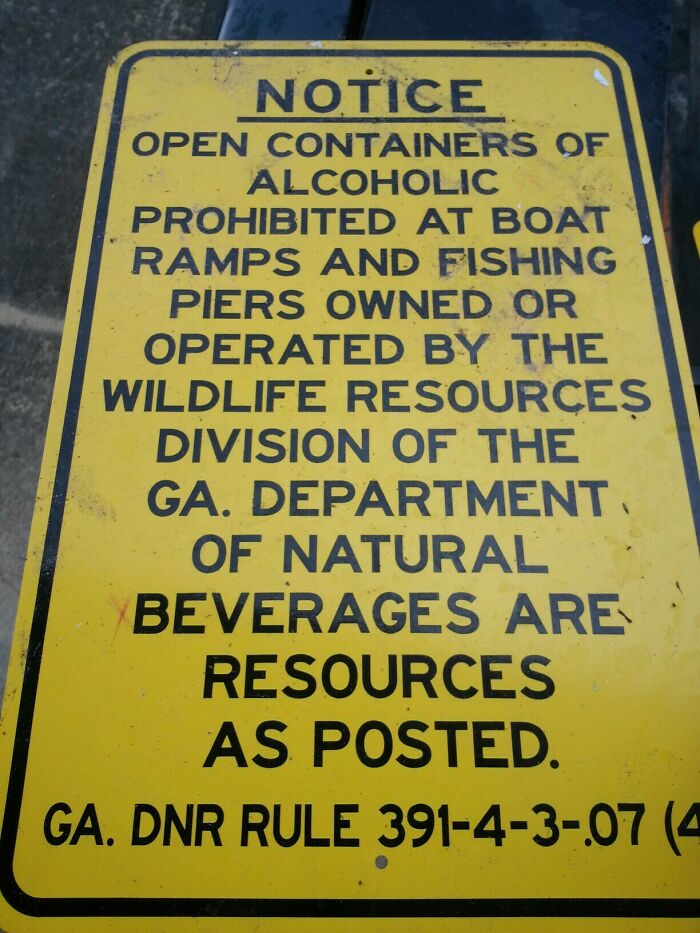 NOTICE
OPEN CONTAINERS OF
ALCOHOLIC
PROHIBITED AT BOAT
RAMPS AND FISHING
PIERS OWNED OR
OPERATED BY THE
WILDLIFE RESOURCES
DIVISION OF THE
GA. DEPARTMENT
OF NATURAL
BEVERAGES ARE
RESOURCES
AS POSTED.
GA. DNR RULE 391-4-3-.07 (4